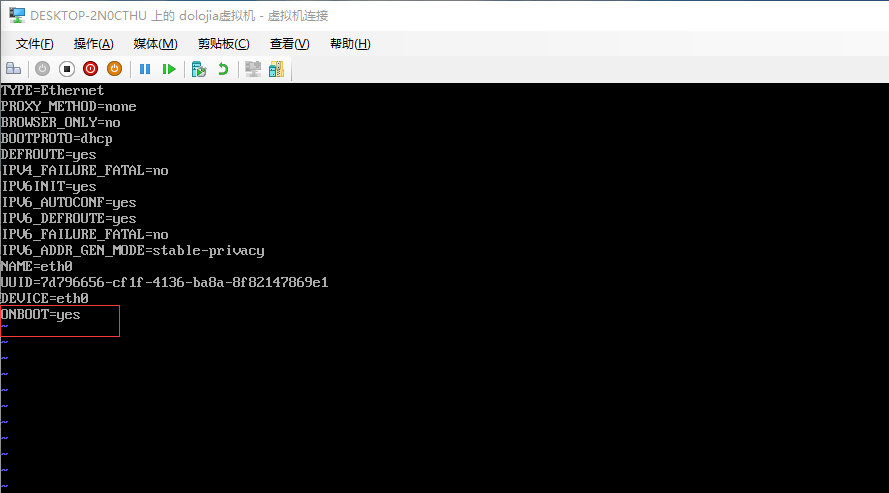 DESKTOP-2N0CTHU 上的 dolojia虚拟机 - 虚拟机连接
文件(F) 操作(A) 媒体(M) 剪贴板(C) 查看(V) 帮助(H)
TYPE=Ethernet
PROXY_METHOD=none
BROWSER_ONLY=no
BOOTPROTO=dhcp
DEFROUTE=yes
IPV4_FAILURE_FATAL=no
IPV6INIT=yes
IPV6_AUTOCONF=yes
IPV6_DEFROUTE=yes
IPV6_FAILURE_FATAL=no
IPV6_ADDR_GEN_MODE=stable-privacy
NAME=eth0
UUID=7d796656-cf1f-4136-ba8a-8f82147869e1
DEVICE=eth0
ONBOOT=yes
~
~
~
~
~
~
~
~
~
~
~